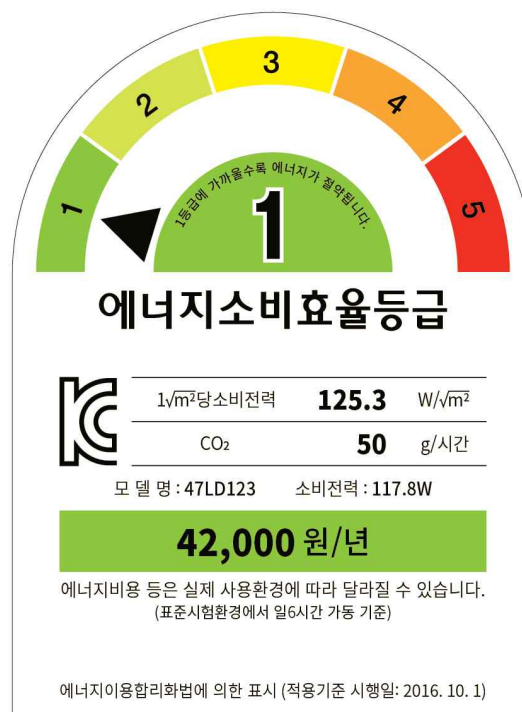 3
2
4
1
5
1등급에 가까울수록 에너지가 절약됩니다.
1
에너지소비효율등급
1√m²당소비전력 125.3 W/√m²
CO₂ 50 g/시간
모 델 명 : 47LD123 소비전력 : 117.8W
42,000 원/년
에너지비용 등은 실제 사용환경에 따라 달라질 수 있습니다.
(표준시험환경에서 일6시간 가동 기준)
에너지이용합리화법에 의한 표시 (적용기준 시행일: 2016. 10. 1)